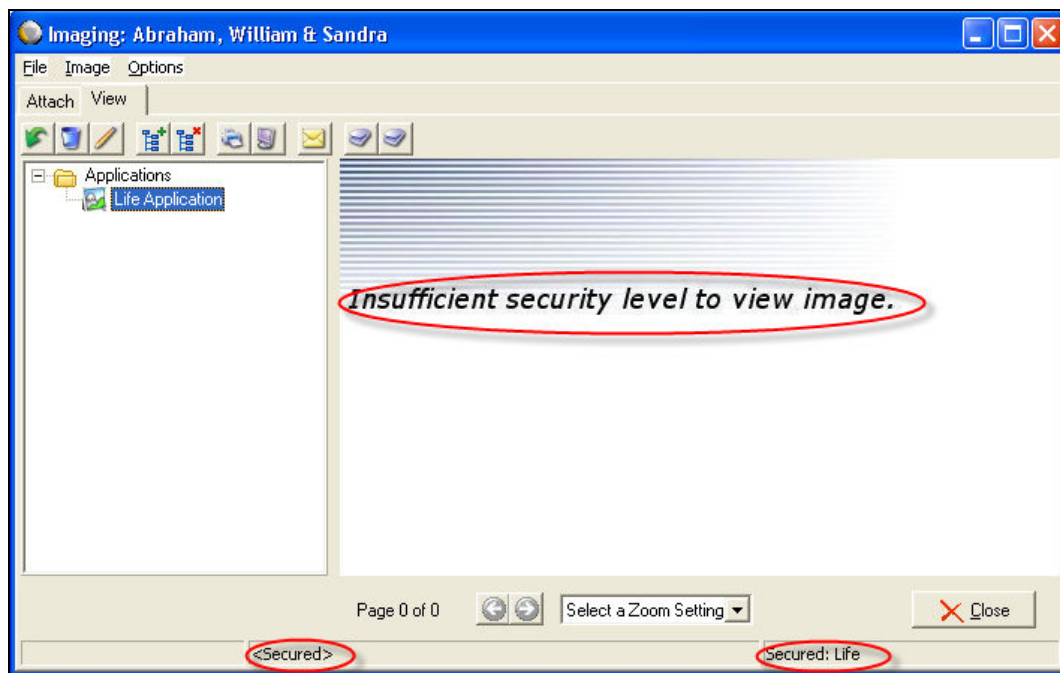 Imaging: Abraham, William & Sandra
File Image Options
Attach View
Applications
Life Application
Insufficient security level to view image.
Page 0 of 0 Select a Zoom Setting Close
<Secured> Secured: Life